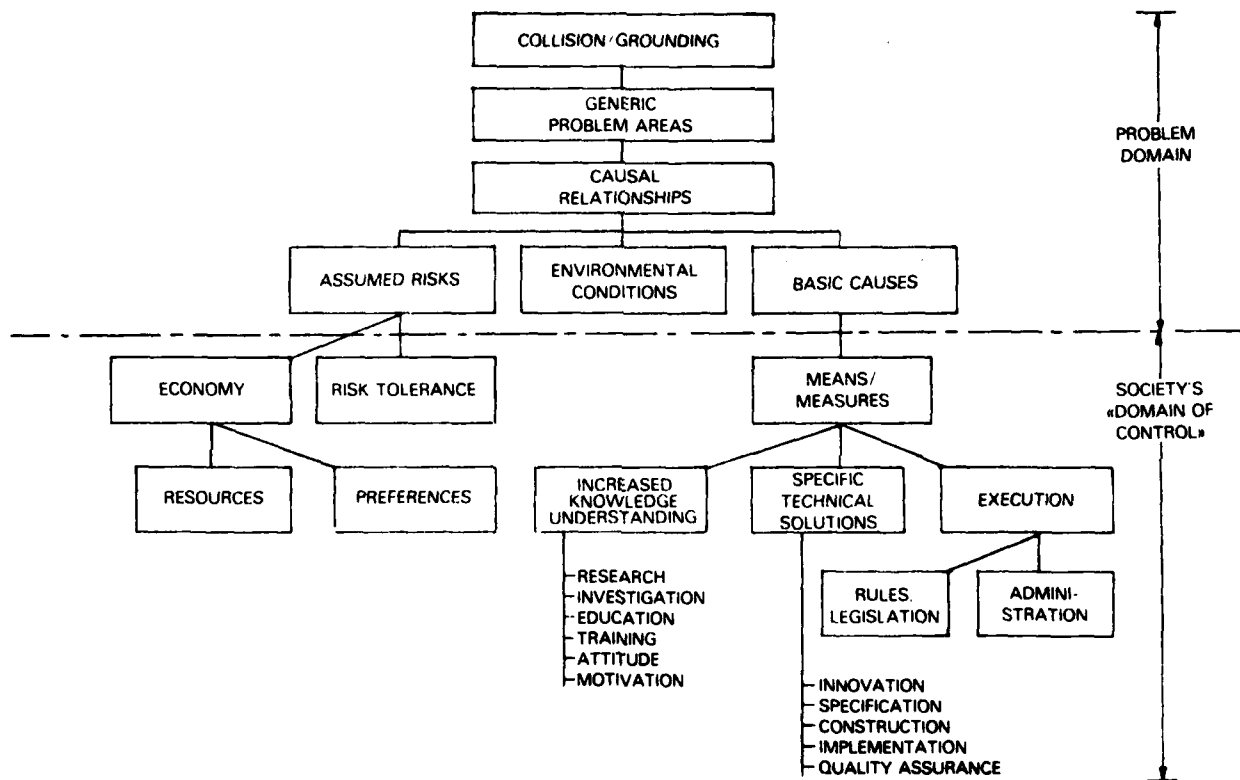 COLLISION/GROUNDING
GENERIC
PROBLEM AREAS
CAUSAL
RELATIONSHIPS
PROBLEM
DOMAIN
ASSUMED RISKS
ENVIRONMENTAL
CONDITIONS
BASIC CAUSES
ECONOMY
RISK TOLERANCE
MEANS/
MEASURES
SOCIETY'S
«DOMAIN OF
CONTROL»
RESOURCES
PREFERENCES
INCREASED
KNOWLEDGE
UNDERSTANDING
SPECIFIC
TECHNICAL
SOLUTIONS
EXECUTION
RESEARCH
INVESTIGATION
EDUCATION
TRAINING
ATTITUDE
MOTIVATION
RULES.
LEGISLATION
ADMINI-
STRATION
INNOVATION
SPECIFICATION
CONSTRUCTION
IMPLEMENTATION
QUALITY ASSURANCE